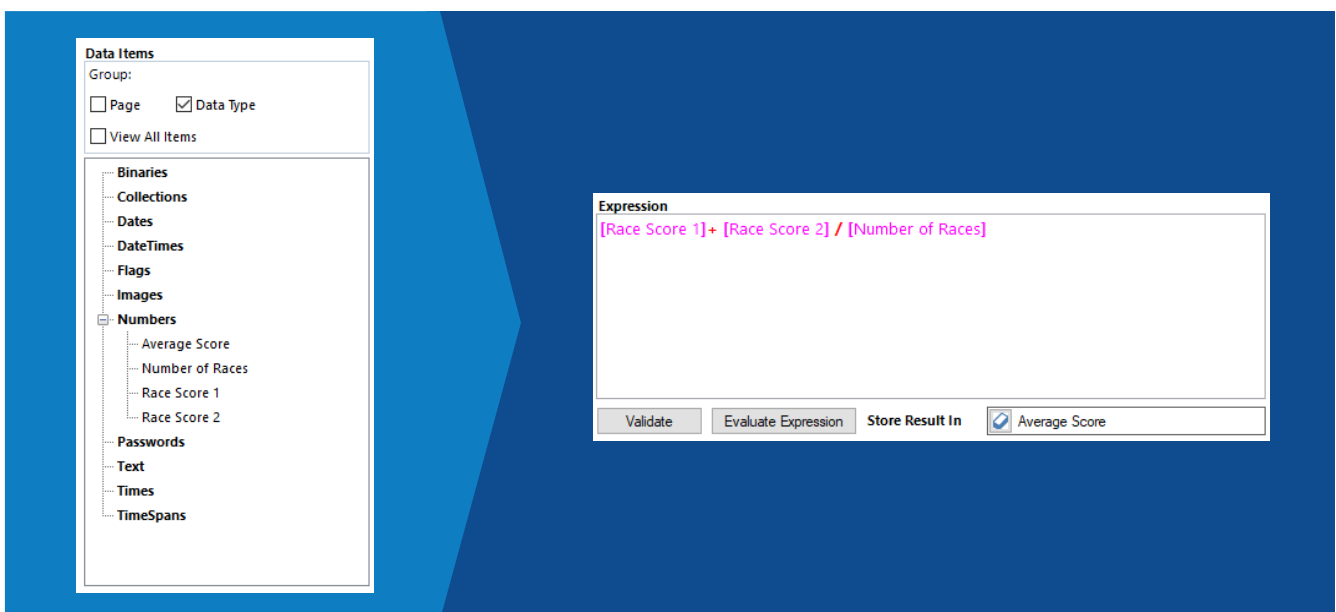 Data Items
Group:
Page
Data Type
View All Items
Binaries
Collections
Dates
DateTimes
Flags
Images
Numbers
Average Score
Number of Races
Race Score 1
Race Score 2
Passwords
Text
Times
TimeSpans
Expression
[Race Score 1]+ [Race Score 2] / [Number of Races]
Validate
Evaluate Expression
Store Result In
Average Score